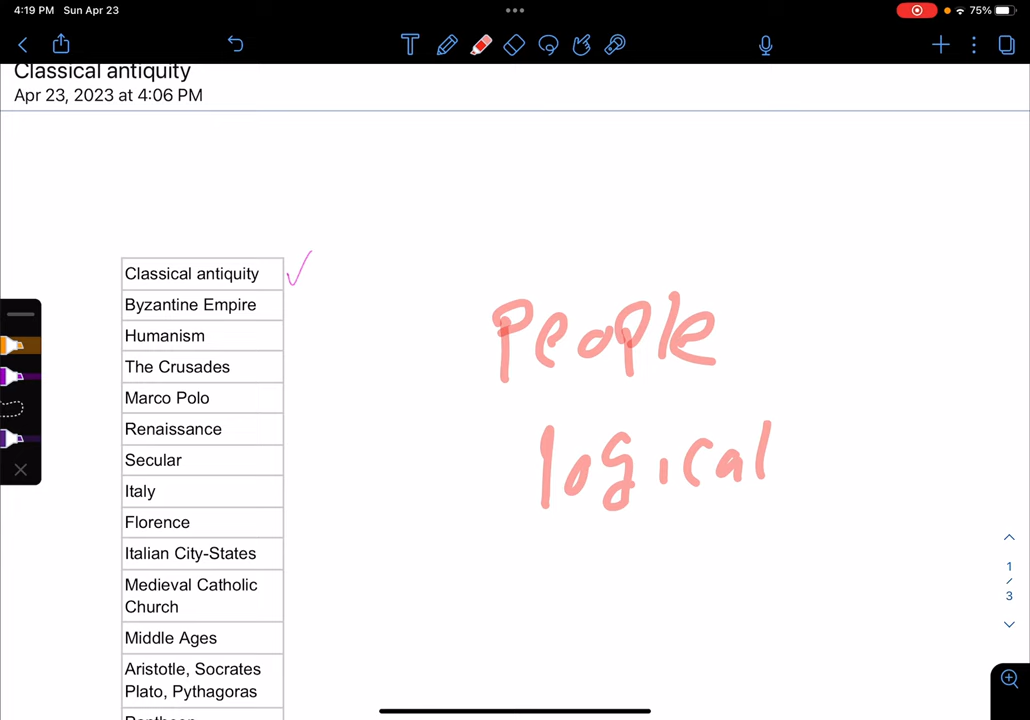 4:19 PM Sun Apr 23
75%
T
Classical antiquity
Apr 23, 2023 at 4:06 PM
Classical antiquity
Byzantine Empire
Humanism
The Crusades
Marco Polo
Renaissance
Secular
Italy
Florence
Italian City-States
Medieval Catholic
Church
Middle Ages
Aristotle, Socrates
Plato, Pythagoras
Pantheon
people
logical
1
/
3